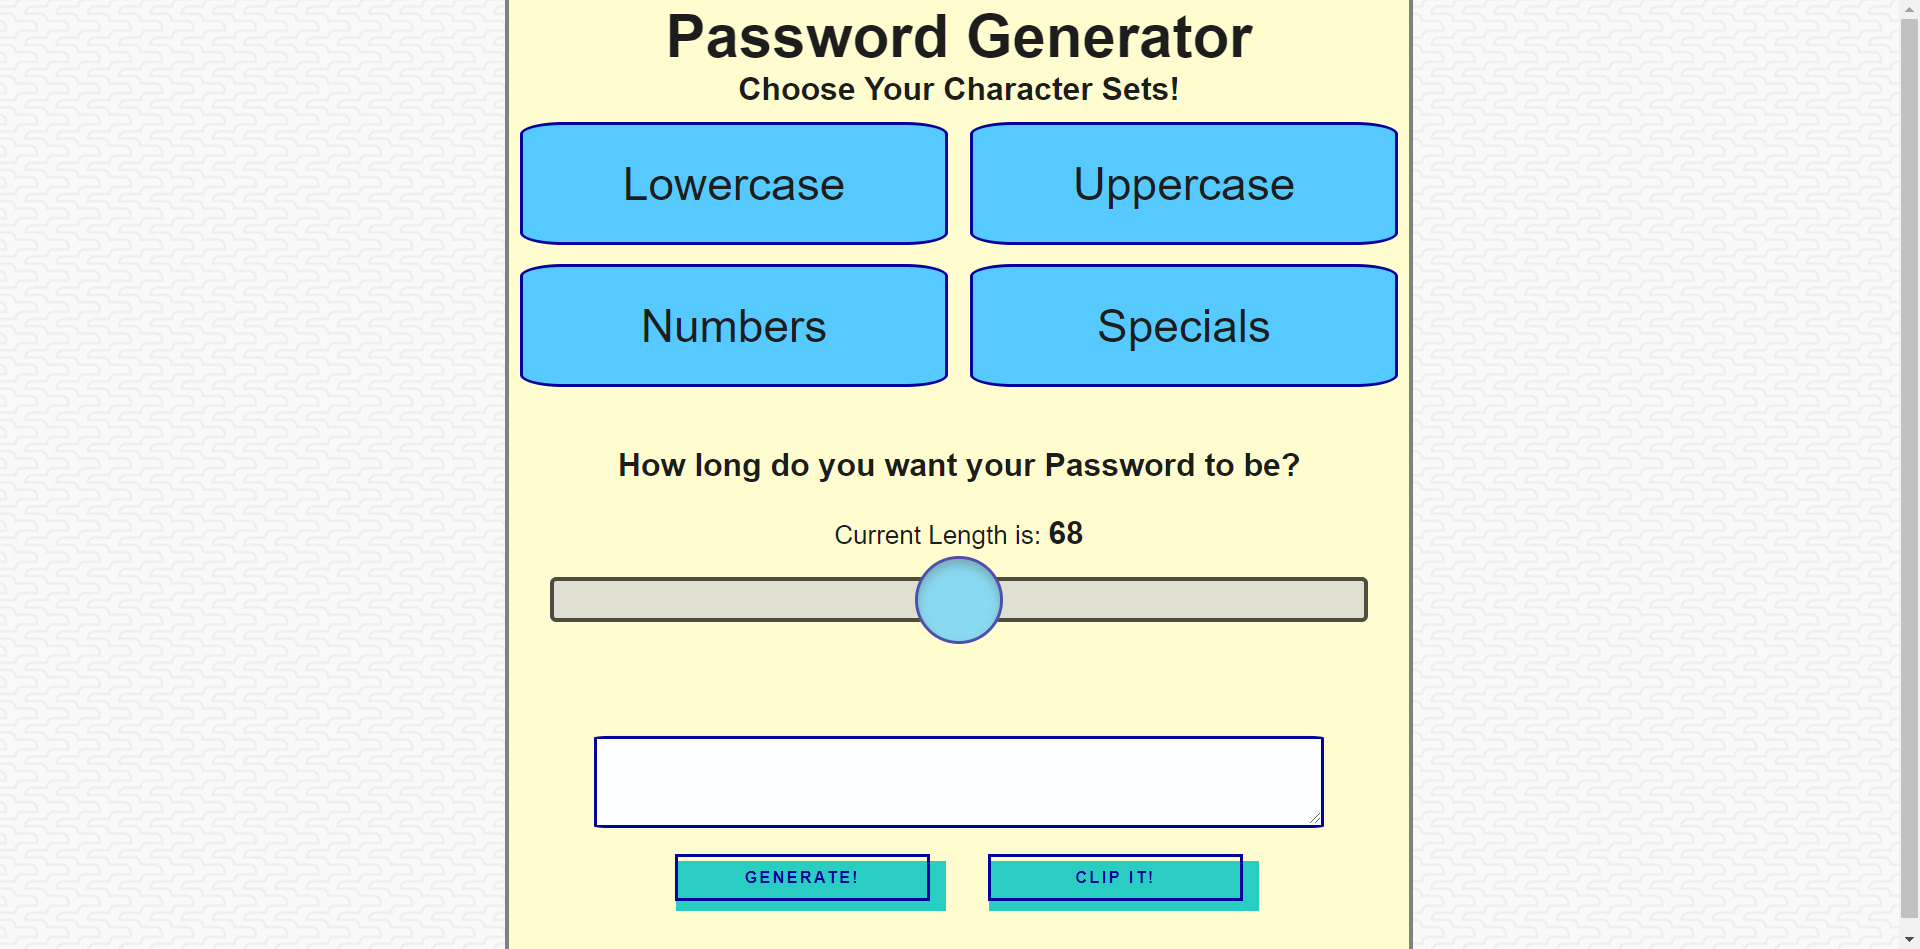 Password Generator
Choose Your Character Sets!
Lowercase Uppercase
Numbers Specials
How long do you want your Password to be?
Current Length is: 68
GENERATE! CLIP IT!